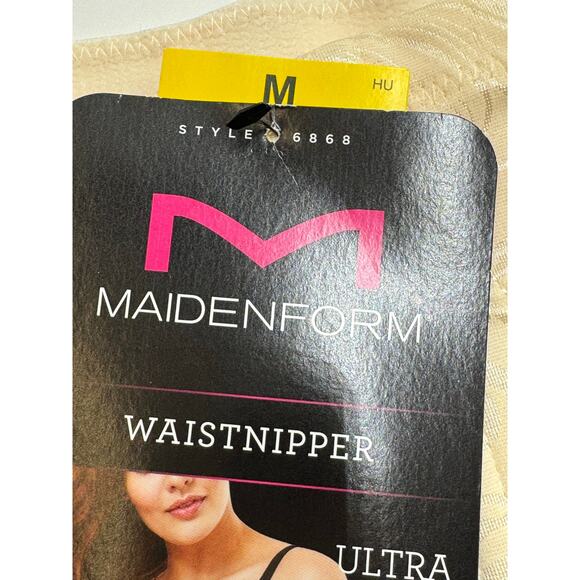 M
HU
STYLE 6868
MAIDENFORM
WAISTNIPPER
ULTRA